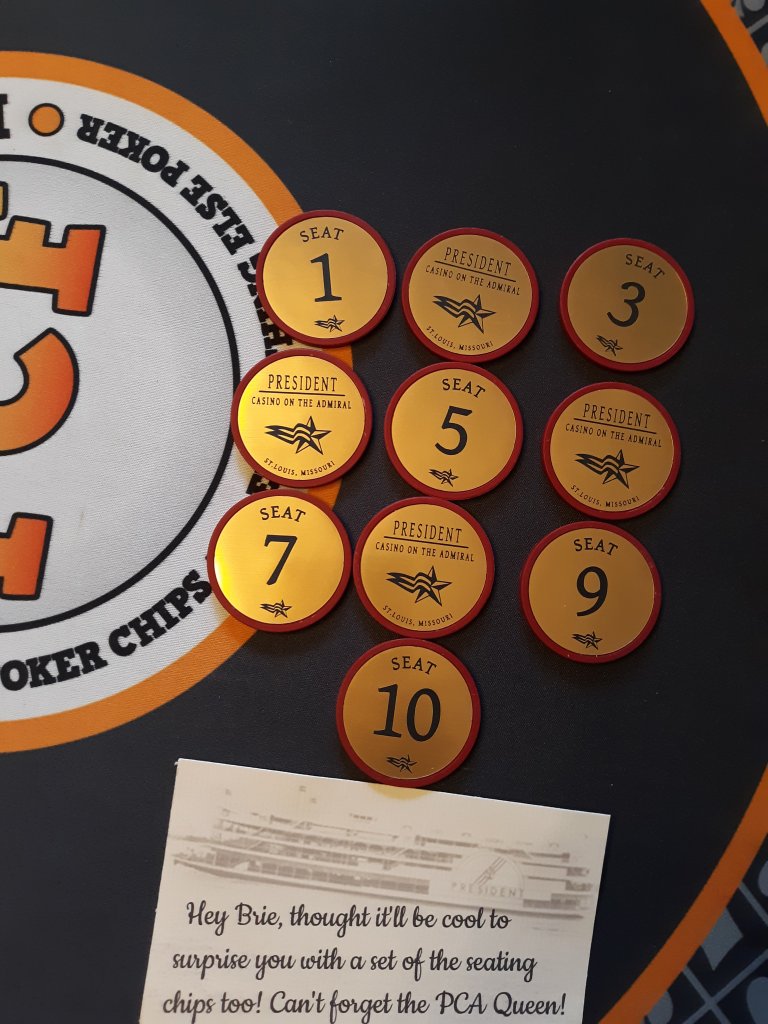 ELSE POKER
POKER CHIPS
SEAT
1
PRESIDENT
CASINO ON THE ADMIRAL
ST.LOUIS, MISSOURI
SEAT
3
PRESIDENT
CASINO ON THE ADMIRAL
ST.LOUIS, MISSOURI
SEAT
5
PRESIDENT
CASINO ON THE ADMIRAL
ST.LOUIS, MISSOURI
SEAT
7
PRESIDENT
CASINO ON THE ADMIRAL
ST.LOUIS, MISSOURI
SEAT
9
SEAT
10
PRESIDENT
Hey Brie, thought it'll be cool to
surprise you with a set of the seating
chips too! Can't forget the PCA Queen!